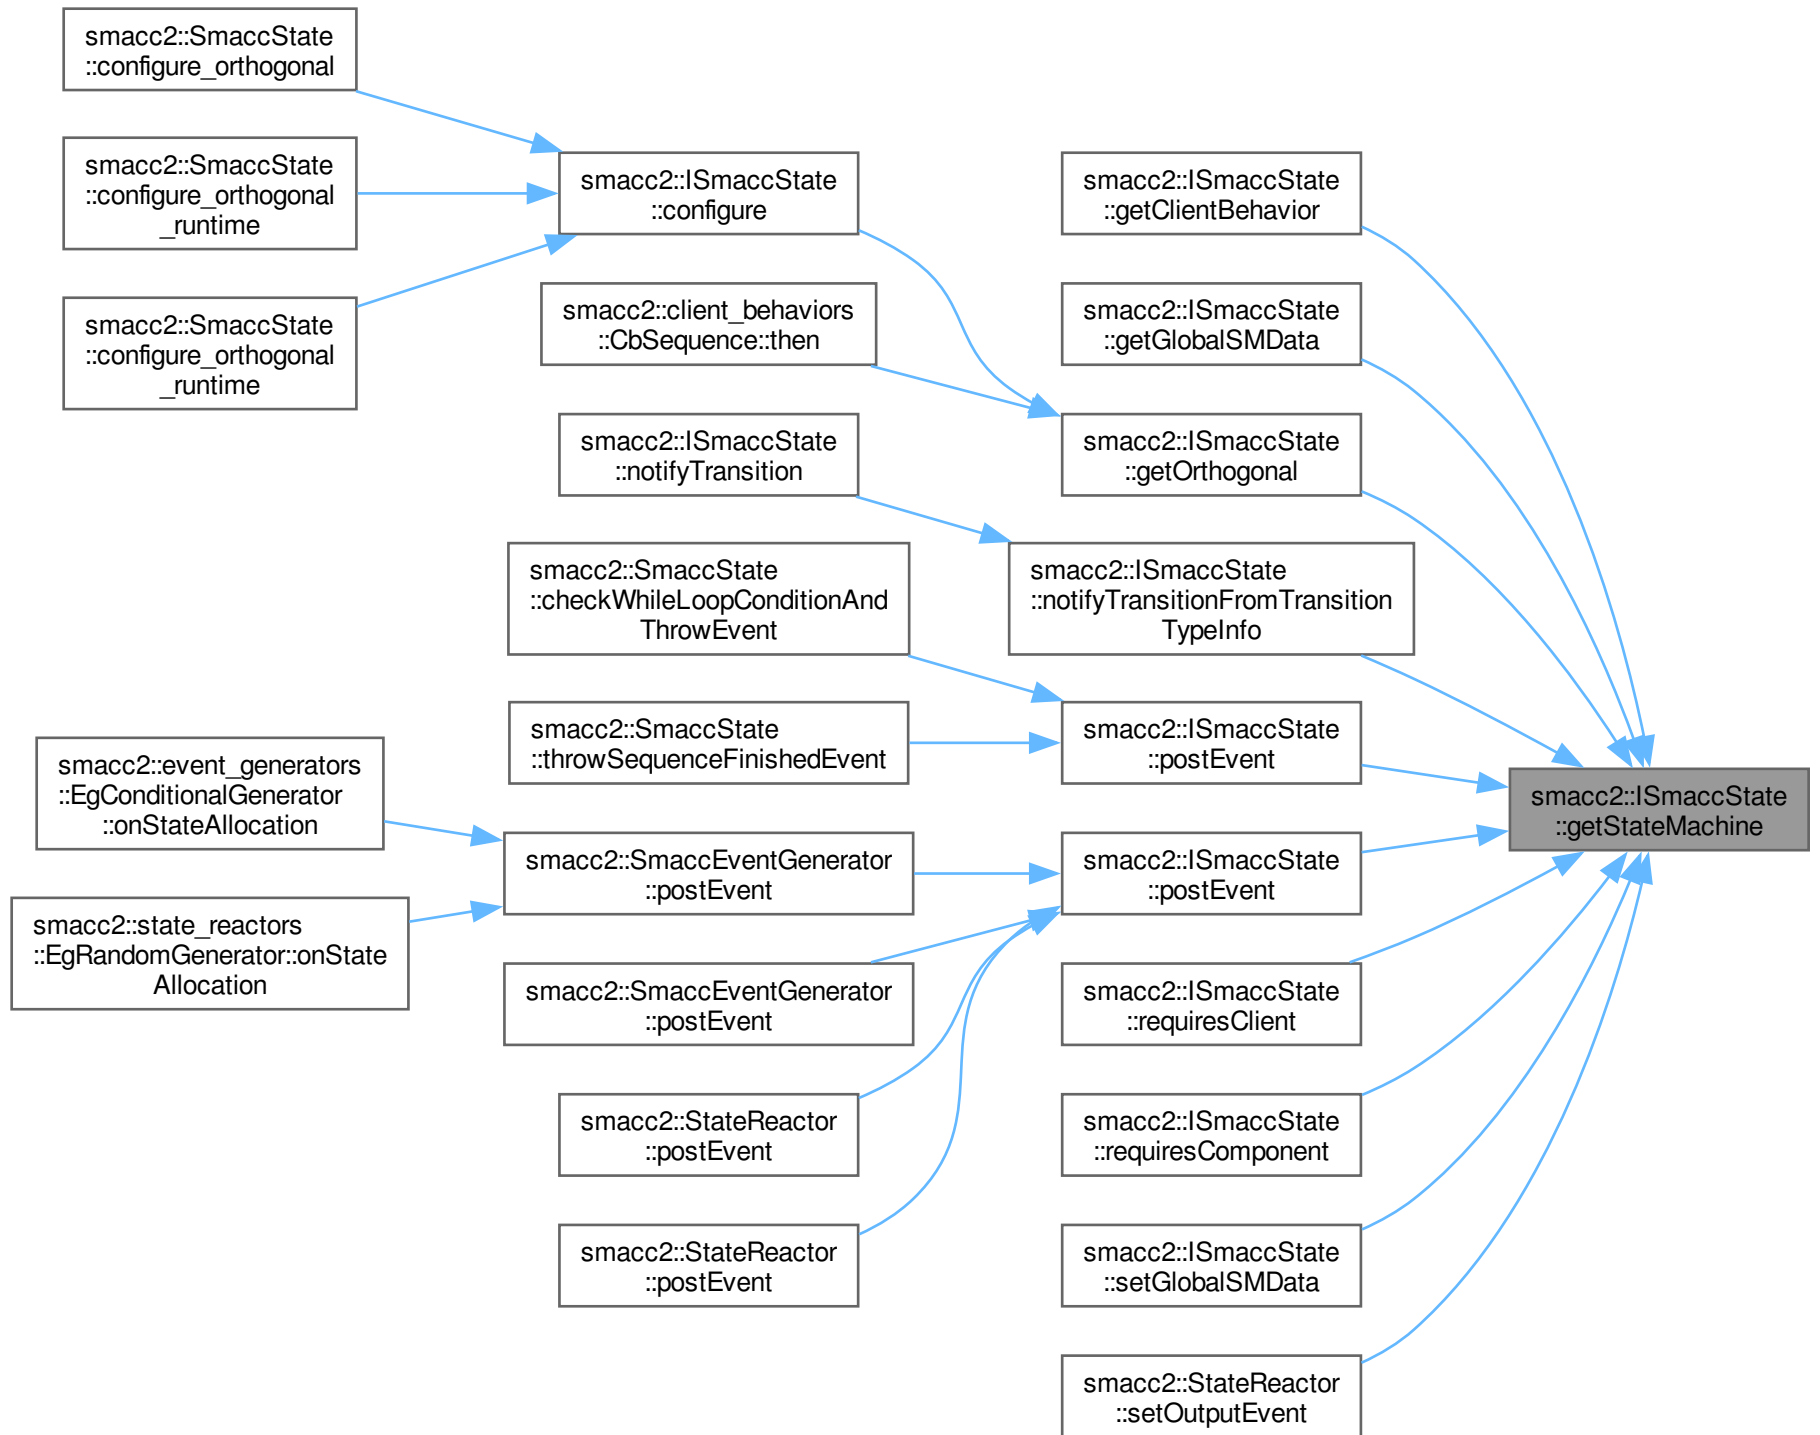 smacc2::SmaccState
::configure_orthogonal
smacc2::SmaccState
::configure_orthogonal
_runtime
smacc2::SmaccState
::configure_orthogonal
_runtime
smacc2::event_generators
::EgConditionalGenerator
::onStateAllocation
smacc2::state_reactors
::EgRandomGenerator::onState
Allocation
smacc2::ISmaccState
::configure
smacc2::client_behaviors
::CbSequence::then
smacc2::ISmaccState
::notifyTransition
smacc2::SmaccState
::checkWhileLoopConditionAnd
ThrowEvent
smacc2::SmaccState
::throwSequenceFinishedEvent
smacc2::SmaccEventGenerator
::postEvent
smacc2::SmaccEventGenerator
::postEvent
smacc2::StateReactor
::postEvent
smacc2::StateReactor
::postEvent
smacc2::ISmaccState
::getClientBehavior
smacc2::ISmaccState
::getGlobalSMData
smacc2::ISmaccState
::getOrthogonal
smacc2::ISmaccState
::notifyTransitionFromTransition
TypeInfo
smacc2::ISmaccState
::postEvent
smacc2::ISmaccState
::postEvent
smacc2::ISmaccState
::requiresClient
smacc2::ISmaccState
::requiresComponent
smacc2::ISmaccState
::setGlobalSMData
smacc2::StateReactor
::setOutputEvent
smacc2::ISmaccState
::getStateMachine